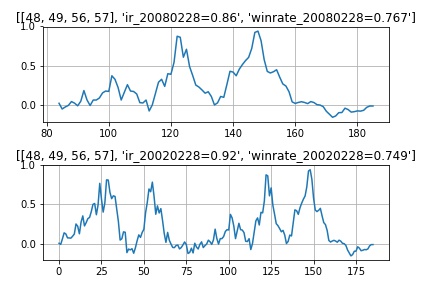 [[48, 49, 56, 57], 'ir_20080228=0.86', 'winrate_20080228=0.767']
1.0
0.5
0.0
80 100 120 140 160 180
[[48, 49, 56, 57], 'ir_20020228=0.92', 'winrate_20020228=0.749']
1.0
0.5
0.0
0 25 50 75 100 125 150 175